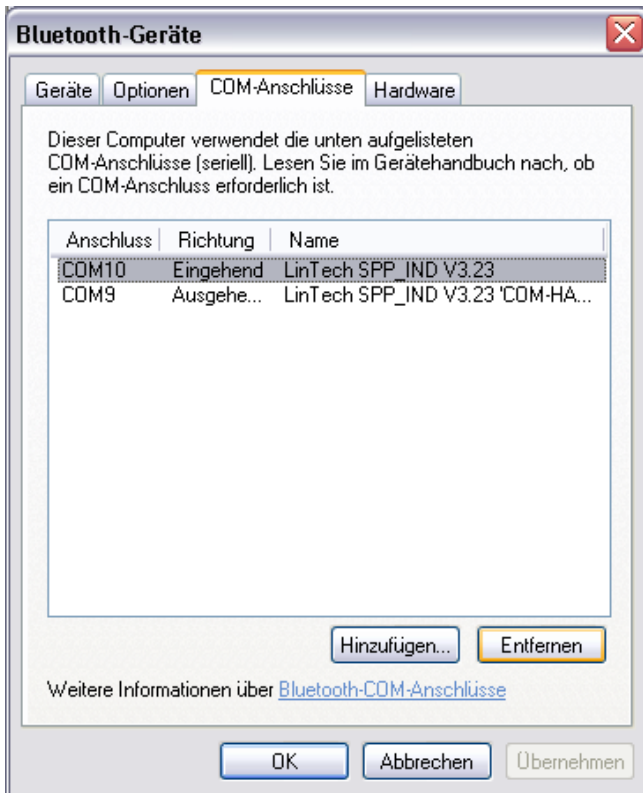 Bluetooth-Geräte
Geräte Optionen COM-Anschlüsse Hardware
Dieser Computer verwendet die unten aufgelisteten
COM-Anschlüsse (seriell). Lesen Sie im Gerätehandbuch nach, ob
ein COM-Anschluss erforderlich ist.
Anschluss Richtung Name
COM10 Eingehend LinTech SPP_IND V3.23
COM9 Ausgehe... LinTech SPP_IND V3.23 'COM-HA...
Hinzufügen... Entfernen
Weitere Informationen über Bluetooth-COM-Anschlüsse
OK Abbrechen Übernehmen